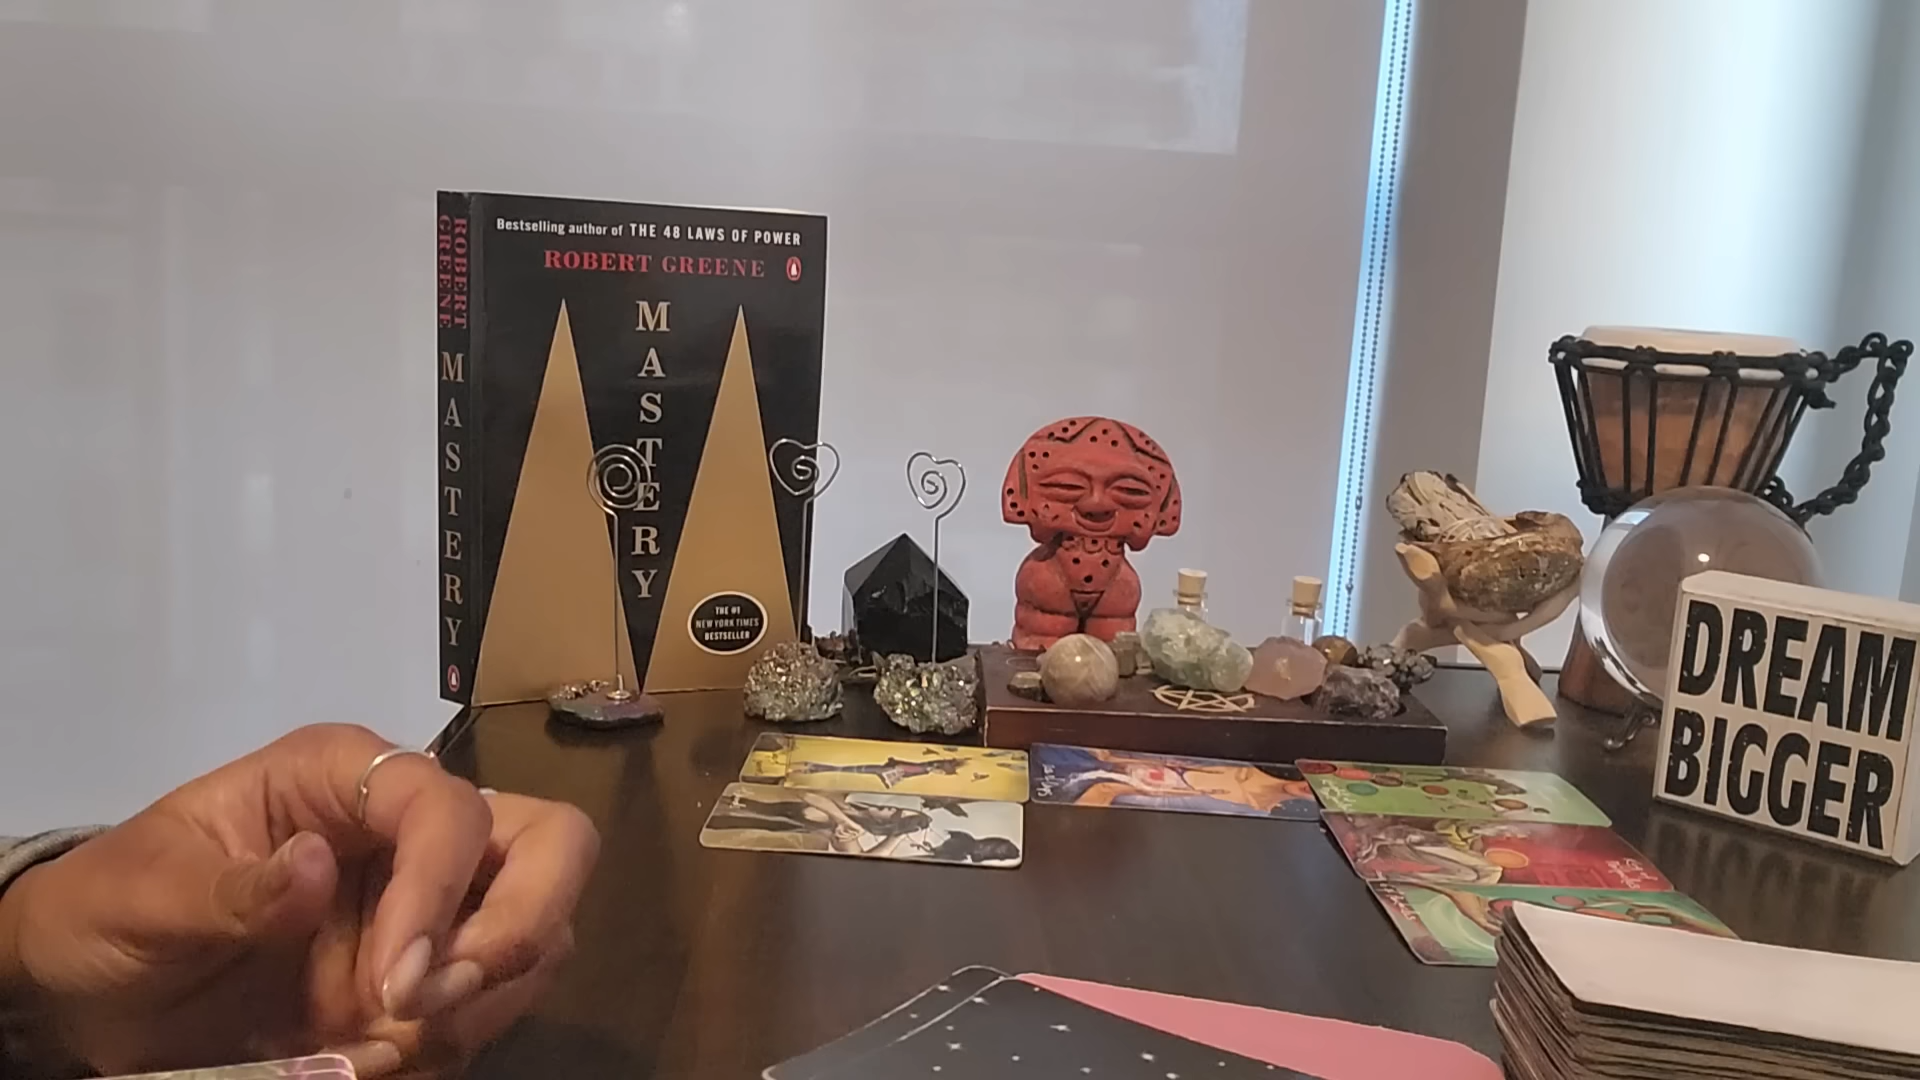 ROBERT
GREENE
MASTERY
Bestselling author of THE 48 LAWS OF POWER
ROBERT GREENE
MASTERY
THE #1
NEW YORK TIMES
BESTSELLER
DREAM
BIGGER